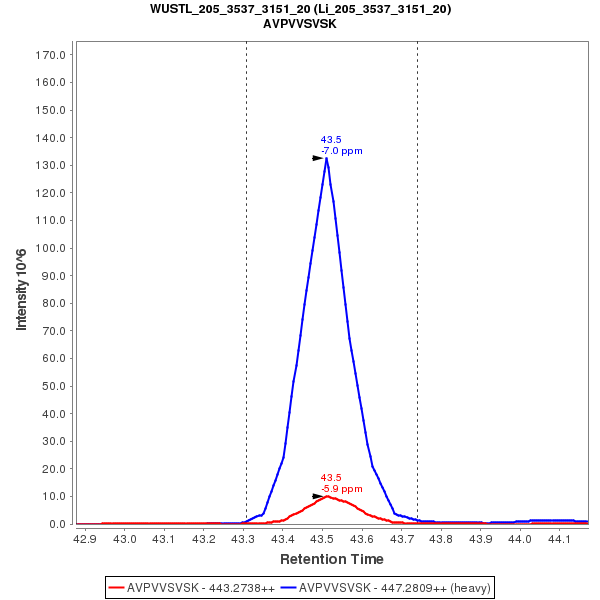 WUSTL_205_3537_3151_20 (Li_205_3537_3151_20)
AVPVVSVSK
170.0
160.0
150.0
140.0
130.0
120.0
110.0
100.0
90.0
80.0
70.0
60.0
50.0
40.0
30.0
20.0
10.0
0.0
Intensity 10^6
43.5
-7.0 ppm
43.5
-5.9 ppm
42.9 43.0 43.1 43.2 43.3 43.4 43.5 43.6 43.7 43.8 43.9 44.0 44.1
Retention Time
AVPVVSVSK - 443.2738++ AVPVVSVSK - 447.2809++ (heavy)